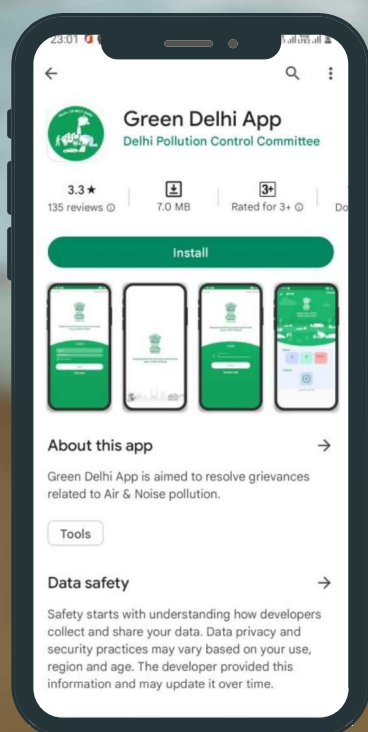 23:01
Green Delhi App
Delhi Pollution Control Committee
3.3★
135 reviews
7.0 MB
3+
Rated for 3+
Do
Install
About this app
Green Delhi App is aimed to resolve grievances
related to Air & Noise pollution.
Tools
Data safety
Safety starts with understanding how developers
collect and share your data. Data privacy and
security practices may vary based on your use,
region and age. The developer provided this
information and may update it over time.